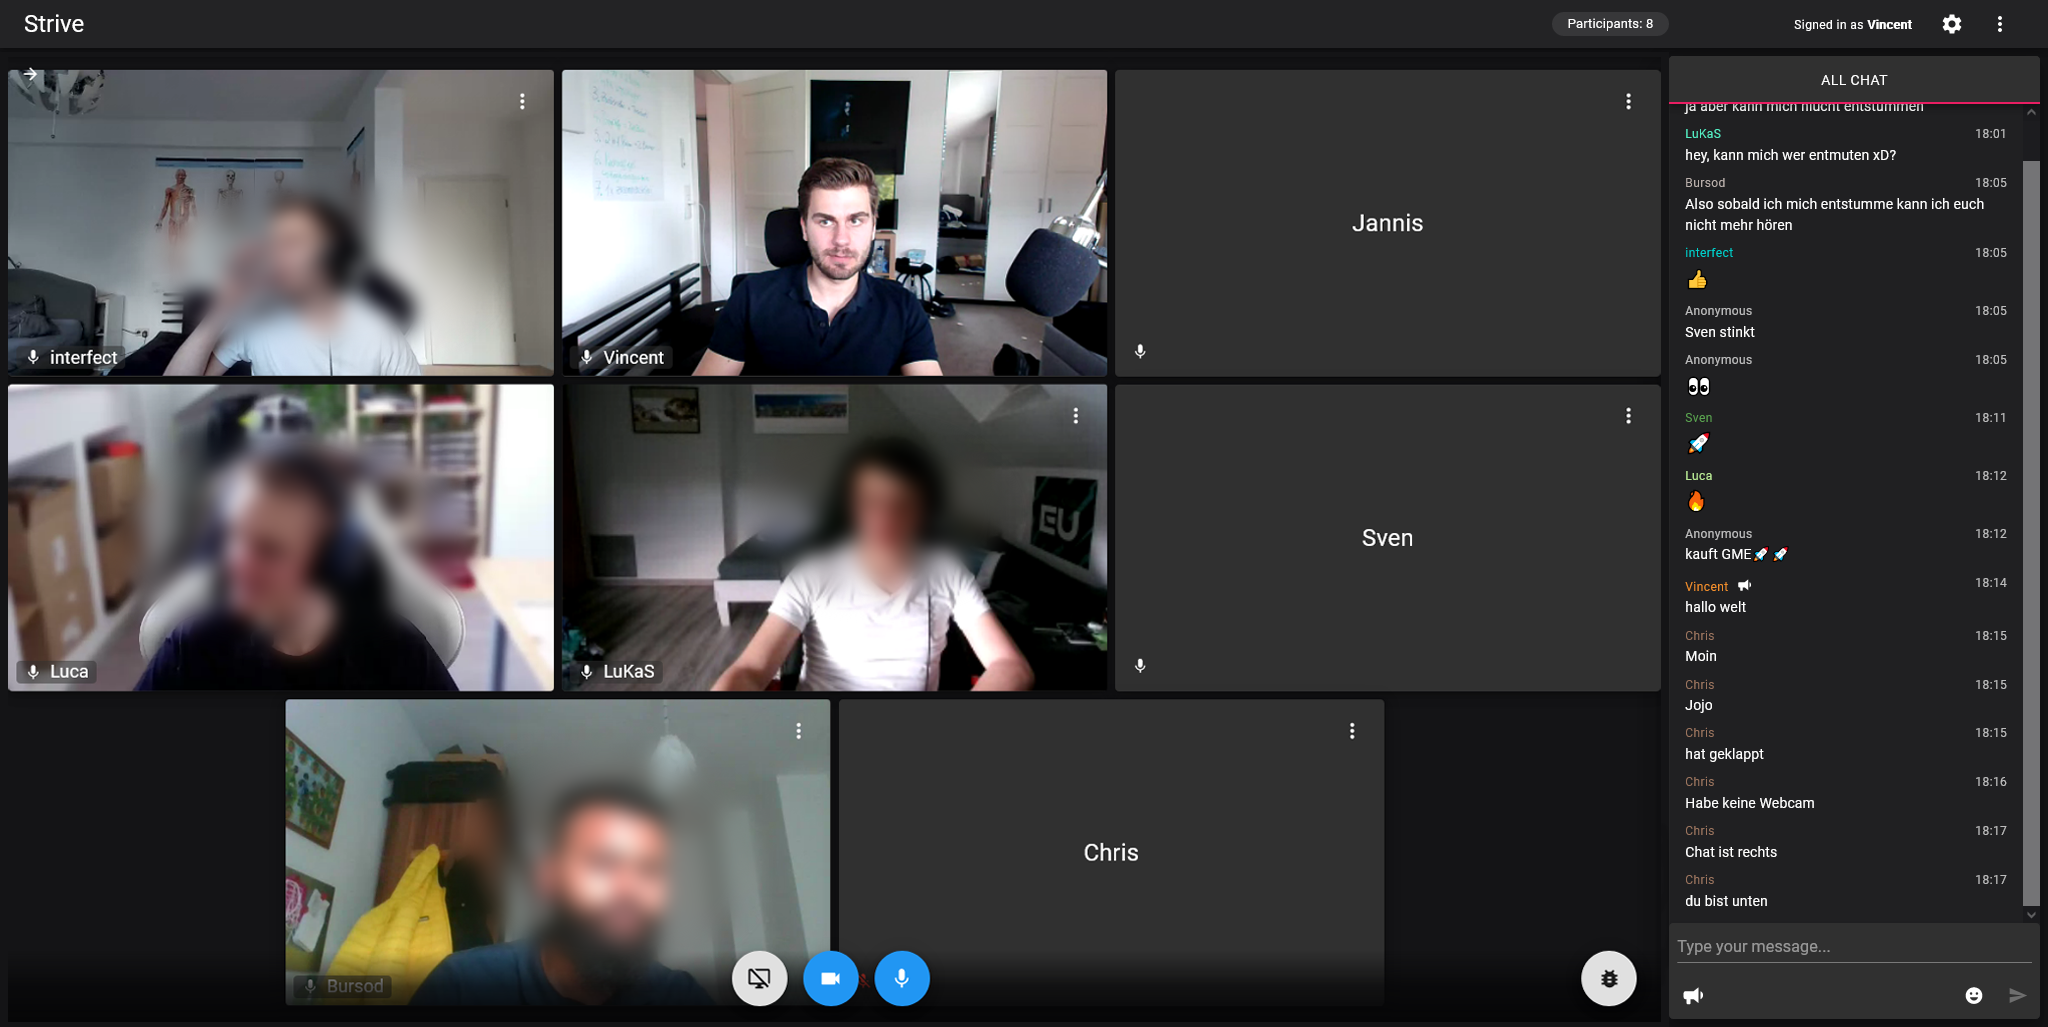 Strive
Participants: 8
Signed in as Vincent
interfect
Vincent
Jannis
Luca
LuKaS
EU
Sven
Bursod
Chris
ALL CHAT
ja aber kann mich niucht entstummen
LuKaS 18:01
hey, kann mich wer entmuten xD?
Bursod 18:05
Also sobald ich mich entstumme kann ich euch
nicht mehr hören
interfect 18:05
👍
Anonymous 18:05
Sven stinkt
Anonymous 18:05
👀
Sven 18:11
🚀
Luca 18:12
🔥
Anonymous 18:12
kauft GME🚀 🚀
Vincent 18:14
hallo welt
Chris 18:15
Moin
Chris 18:15
Jojo
Chris 18:15
hat geklappt
Chris 18:16
Habe keine Webcam
Chris 18:17
Chat ist rechts
Chris 18:17
du bist unten
Type your message...